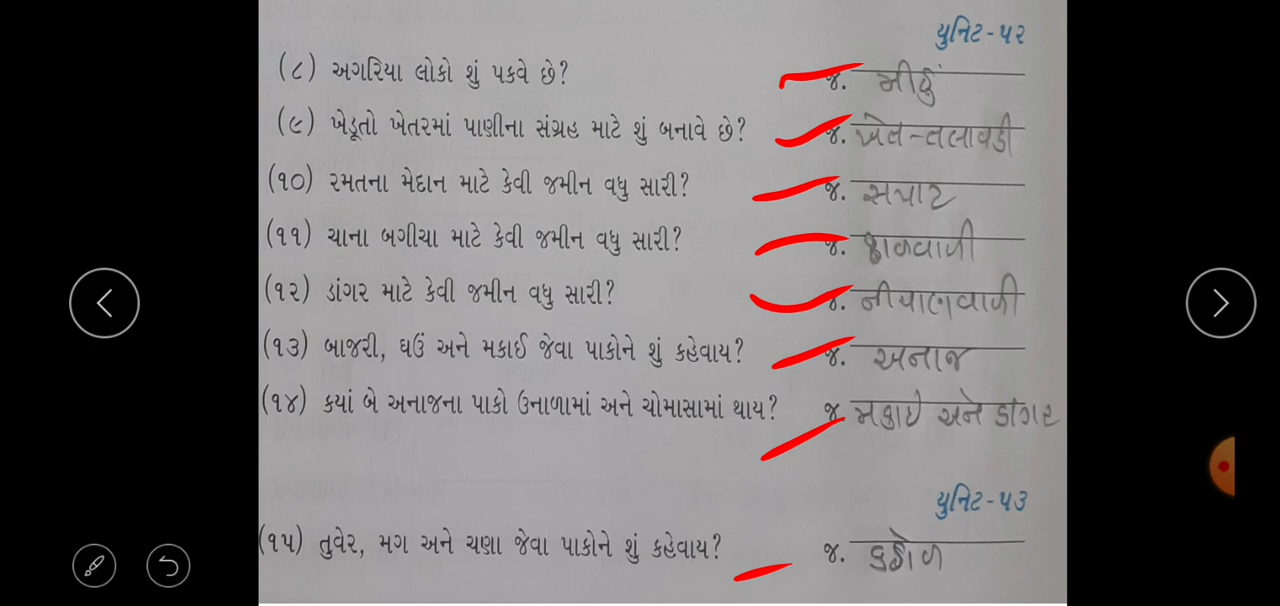 યુનિટ-૫૨
(૮) અગરિયા લોકો શું પકવે છે? જ. મીઠું
(૯) ખેડૂતો ખેતરમાં પાણીના સંગ્રહ માટે શું બનાવે છે? જ. ખેત-તલાવડી
(૧૦) રમતના મેદાન માટે કેવી જમીન વધુ સારી? જ. સપાટ
(૧૧) ચાના બગીચા માટે કેવી જમીન વધુ સારી? જ. ઢાળવાળી
(૧૨) ડાંગર માટે કેવી જમીન વધુ સારી? જ. નીચાણવાળી
(૧૩) બાજરી, ઘઉં અને મકાઈ જેવા પાકોને શું કહેવાય? જ. અનાજ
(૧૪) કયાં બે અનાજના પાકો ઉનાળામાં અને ચોમાસામાં થાય? જ. મકાઈ અને ડાંગર
યુનિટ-૫૩
(૧૫) તુવેર, મગ અને ચણા જેવા પાકોને શું કહેવાય? જ. કઠોળ